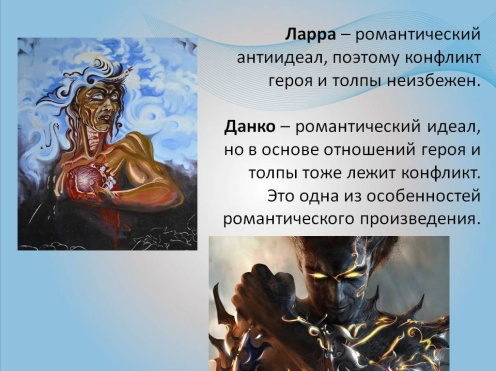 Ларра – романтический
антиидеал, поэтому конфликт
героя и толпы неизбежен.
Данко – романтический идеал,
но в основе отношений героя и
толпы тоже лежит конфликт.
Это одна из особенностей
романтического произведения.